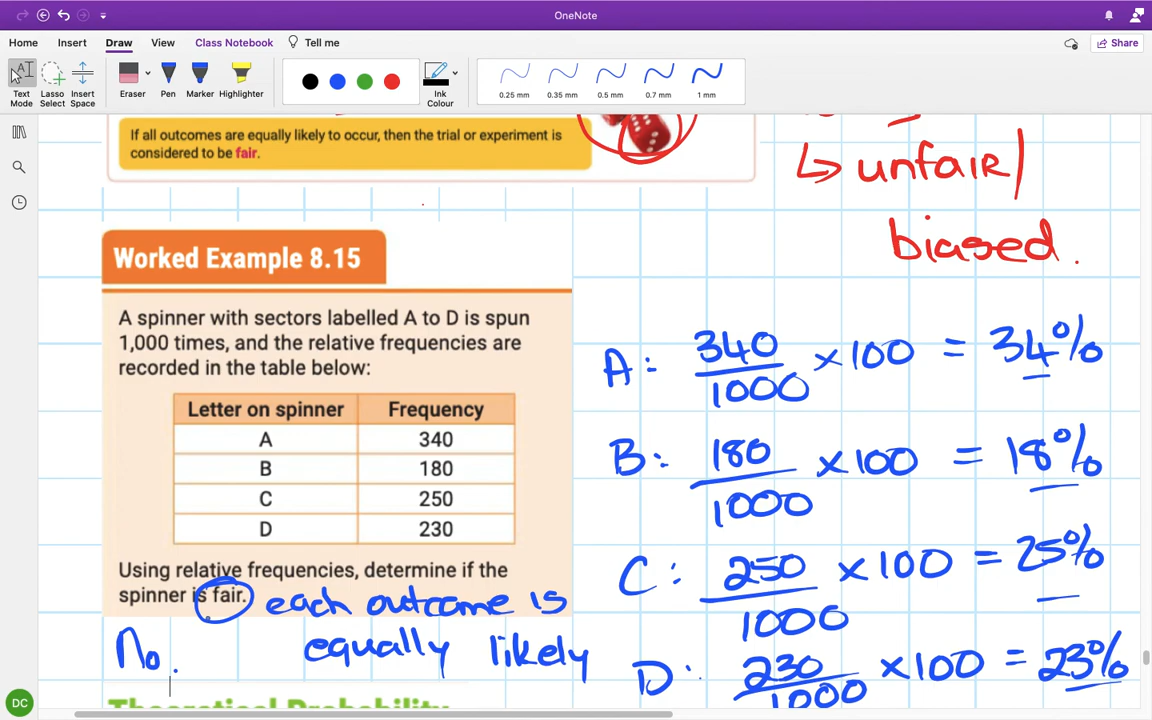 OneNote
Home Insert Draw View Class Notebook Tell me
Share
Text Mode
Lasso Select
Insert Space
Eraser
Pen
Marker
Highlighter
Ink Colour
0.25 mm 0.35 mm 0.5 mm 0.7 mm 1 mm
If all outcomes are equally likely to occur, then the trial or experiment is
considered to be fair.
↳ unfair/
biased.
Worked Example 8.15
A spinner with sectors labelled A to D is spun
1,000 times, and the relative frequencies are
recorded in the table below:
Letter on spinner Frequency
A 340
B 180
C 250
D 230
Using relative frequencies, determine if the
spinner is fair.
each outcome is
equally likely
No.
A: 340/1000 × 100 = 34%
B: 180/1000 × 100 = 18%
C: 250/1000 × 100 = 25%
D: 230/1000 × 100 = 23%
Theoretical Probability
DC